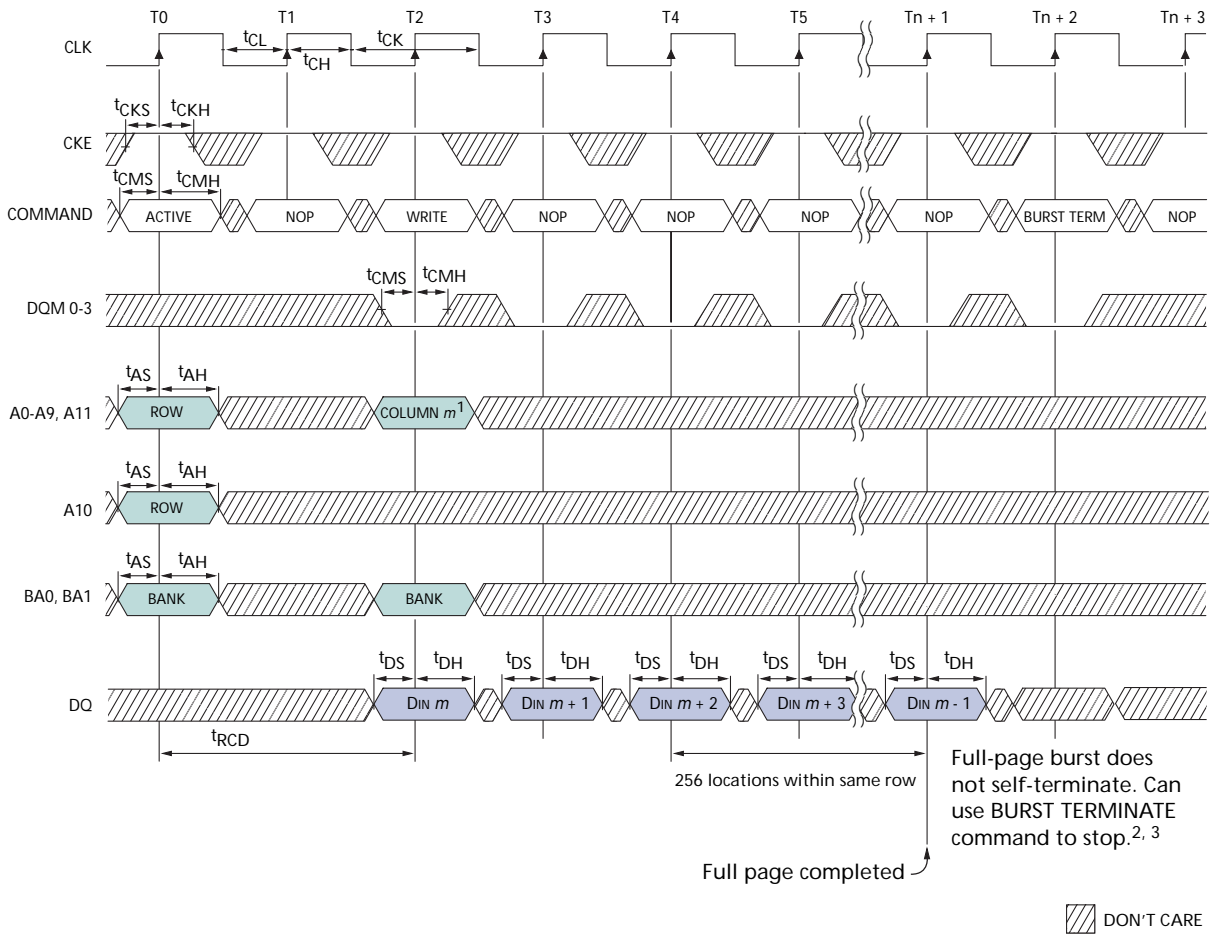 T0 T1 T2 T3 T4 T5 Tn + 1 Tn + 2 Tn + 3
CLK
tCL tCK
tCH
tCKS tCKH
CKE
tCMS tCMH
COMMAND ACTIVE NOP WRITE NOP NOP NOP NOP BURST TERM NOP
tCMS tCMH
DQM 0-3
tAS tAH
A0-A9, A11 ROW COLUMN m1
tAS tAH
A10 ROW
tAS tAH
BA0, BA1 BANK BANK
tDS tDH tDS tDH tDS tDH tDS tDH tDS tDH
DQ DIN m DIN m + 1 DIN m + 2 DIN m + 3 DIN m - 1
tRCD
256 locations within same row
Full-page burst does
not self-terminate. Can
use BURST TERMINATE
command to stop.2, 3
Full page completed
DON'T CARE